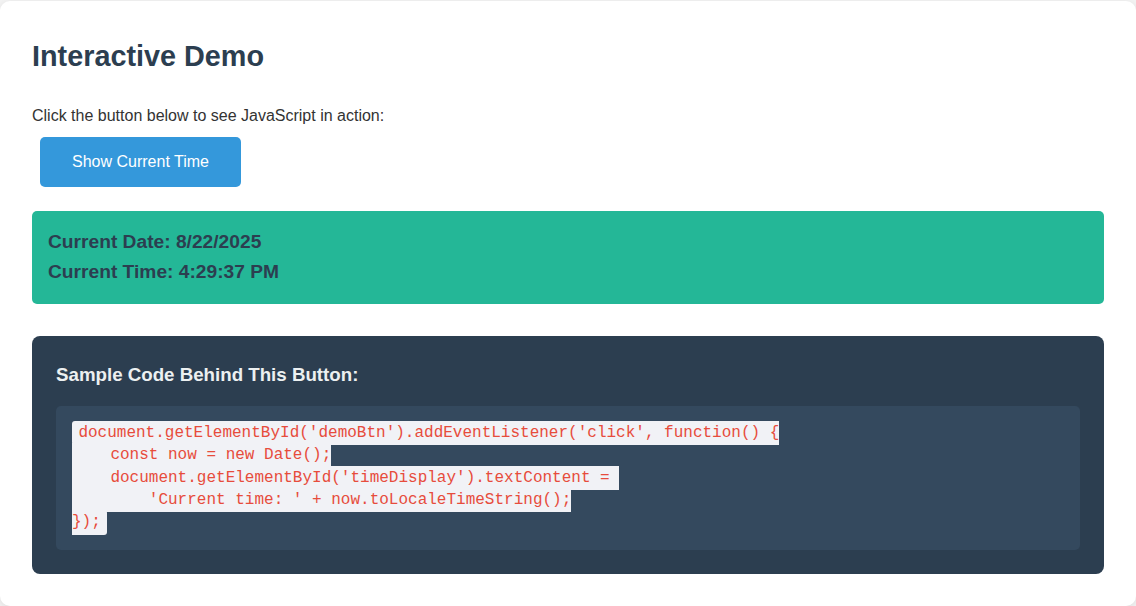 Interactive Demo
Click the button below to see JavaScript in action:
Show Current Time
Current Date: 8/22/2025
Current Time: 4:29:37 PM
Sample Code Behind This Button:
document.getElementById('demoBtn').addEventListener('click', function() {
    const now = new Date();
    document.getElementById('timeDisplay').textContent =
        'Current time: ' + now.toLocaleTimeString();
});